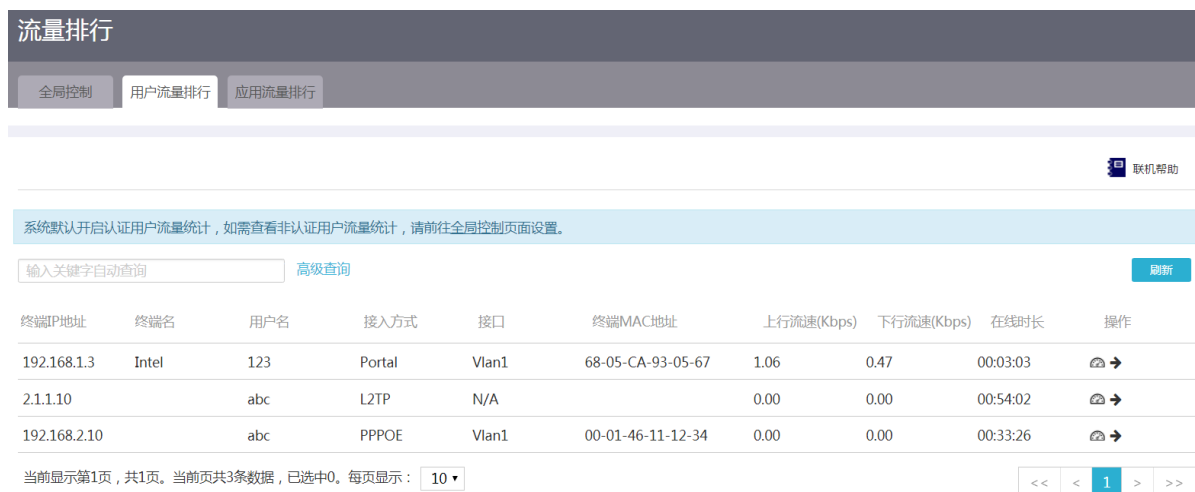 流量排行
全局控制 用户流量排行 应用流量排行
联机帮助
系统默认开启认证用户流量统计，如需查看非认证用户流量统计，请前往全局控制页面设置。
输入关键字自动查询 高级查询 刷新
终端IP地址 终端名 用户名 接入方式 接口 终端MAC地址 上行流速(Kbps) 下行流速(Kbps) 在线时长 操作
192.168.1.3 Intel 123 Portal Vlan1 68-05-CA-93-05-67 1.06 0.47 00:03:03
2.1.1.10 abc L2TP N/A 0.00 0.00 00:54:02
192.168.2.10 abc PPPOE Vlan1 00-01-46-11-12-34 0.00 0.00 00:33:26
当前显示第1页，共1页。当前页共3条数据，已选中0。每页显示： 10 << < 1 > >>